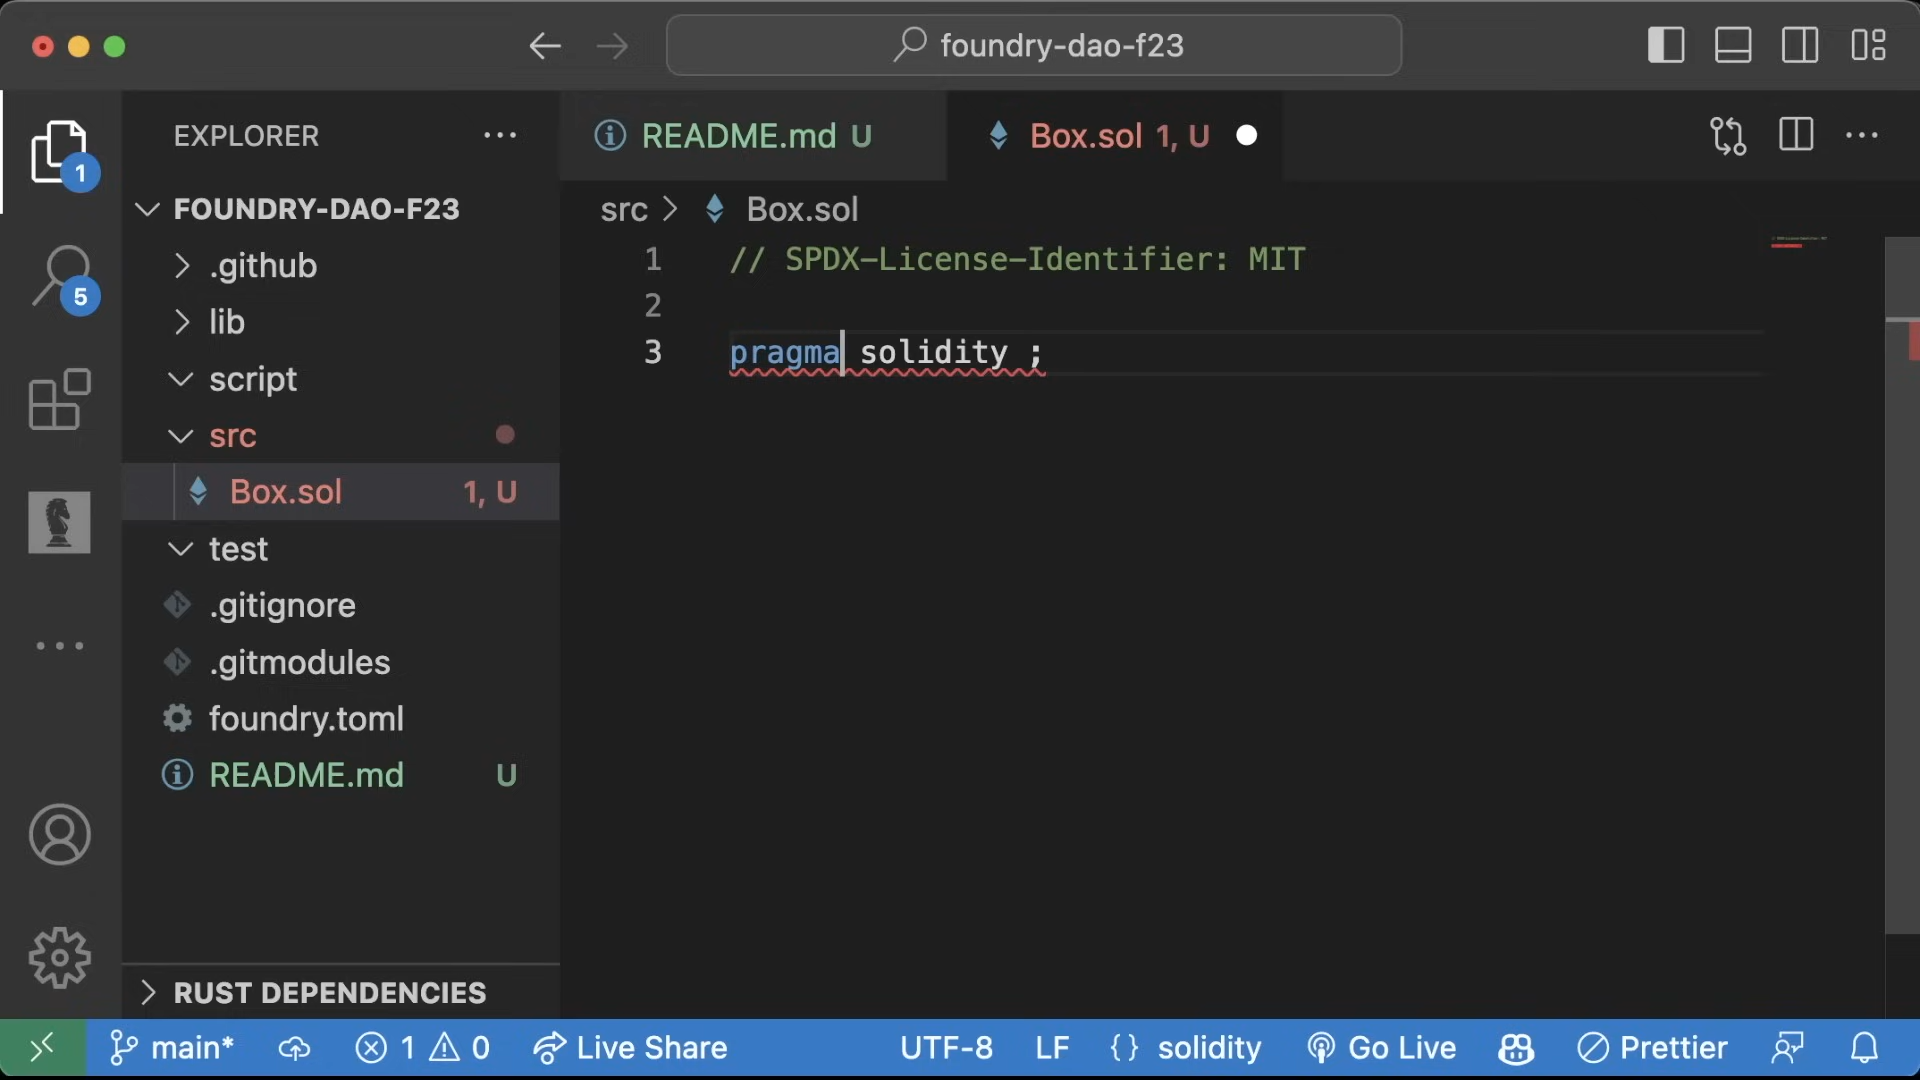 foundry-dao-f23
EXPLORER
README.md U
Box.sol 1, U
1
FOUNDRY-DAO-F23
src > Box.sol
.github
1 // SPDX-License-Identifier: MIT
5
lib
2
script
3 pragma solidity ;
src
Box.sol 1, U
test
.gitignore
.gitmodules
foundry.toml
README.md U
RUST DEPENDENCIES
main* 1 0 Live Share UTF-8 LF {} solidity Go Live Prettier